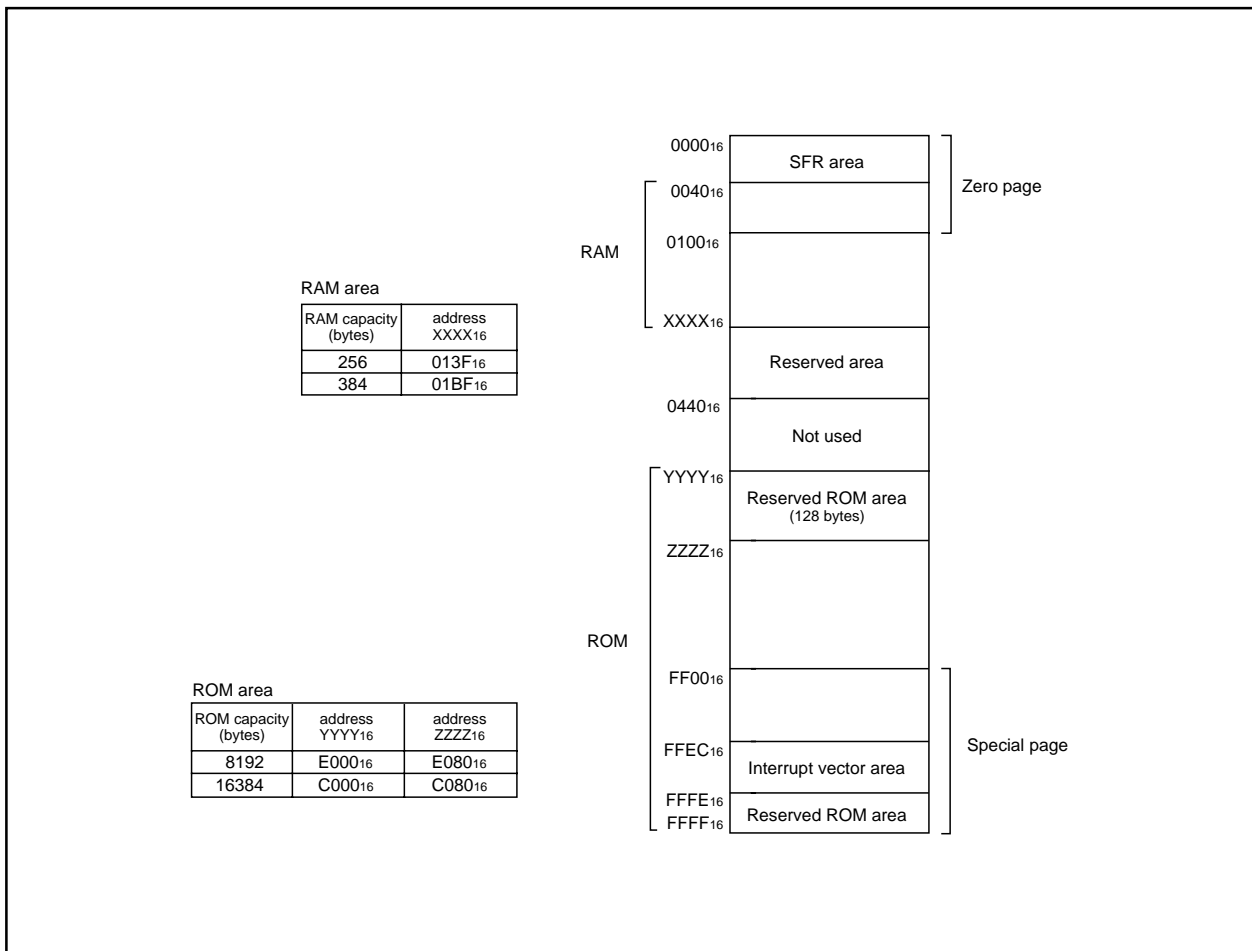 0000₁₆
SFR area
0040₁₆
Zero page
0100₁₆
RAM
XXXX₁₆
Reserved area
0440₁₆
Not used
YYYY₁₆
Reserved ROM area
(128 bytes)
ZZZZ₁₆
ROM
FF00₁₆
FFEC₁₆
Interrupt vector area
Special page
FFFE₁₆
Reserved ROM area
FFFF₁₆
RAM area
RAM capacity (bytes) address XXXX₁₆
256 013F₁₆
384 01BF₁₆
ROM area
ROM capacity (bytes) address YYYY₁₆ address ZZZZ₁₆
8192 E000₁₆ E080₁₆
16384 C000₁₆ C080₁₆